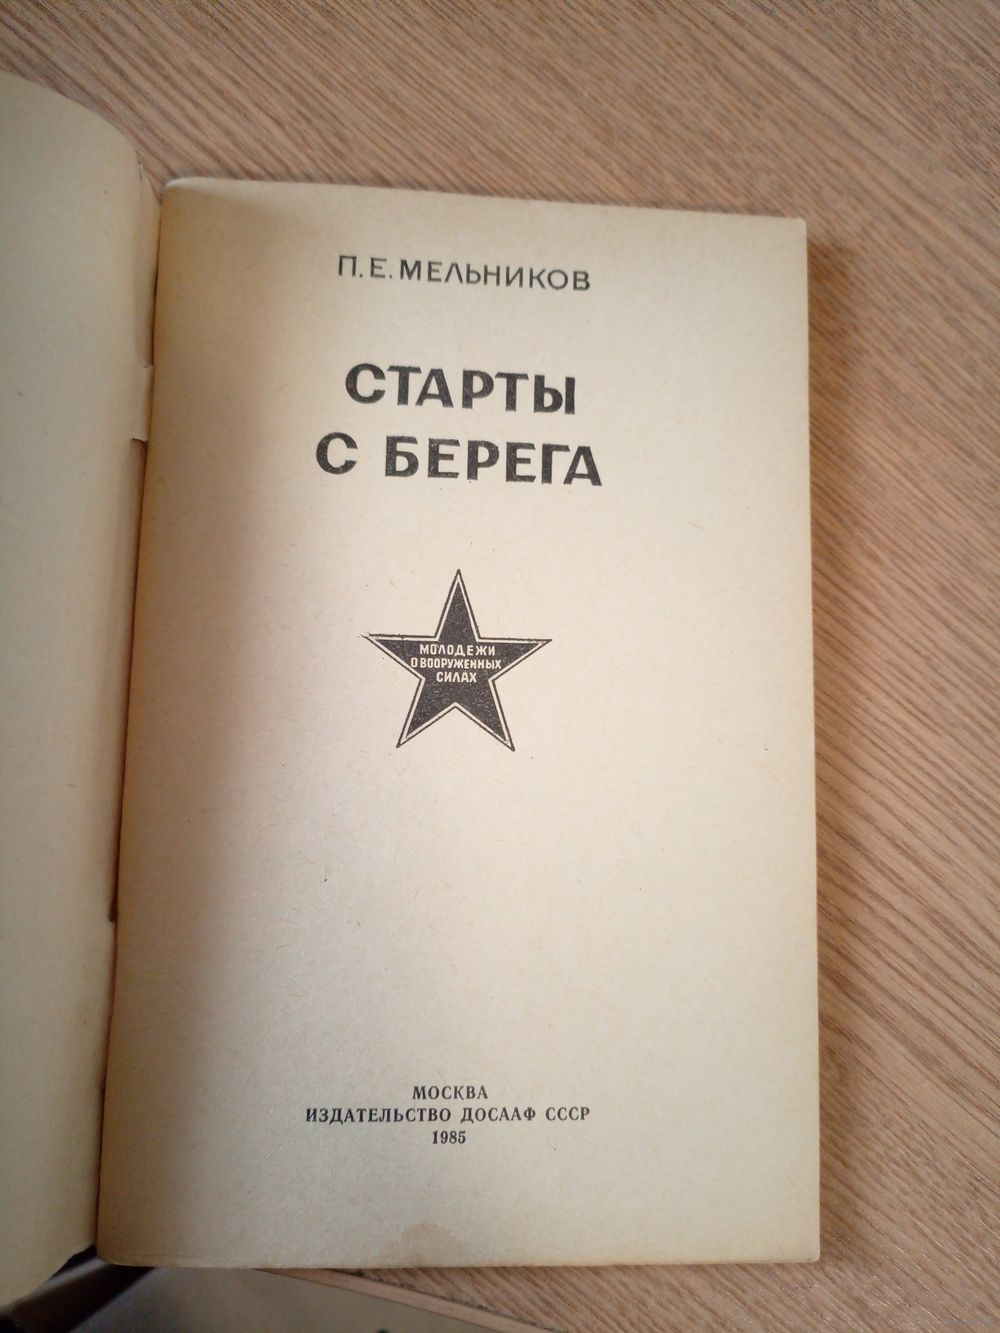 П. Е. МЕЛЬНИКОВ
СТАРТЫ
С БЕРЕГА
МОЛОДЕЖИ
О ВООРУЖЕННЫХ
СИЛАХ
МОСКВА
ИЗДАТЕЛЬСТВО ДОСААФ СССР
1985